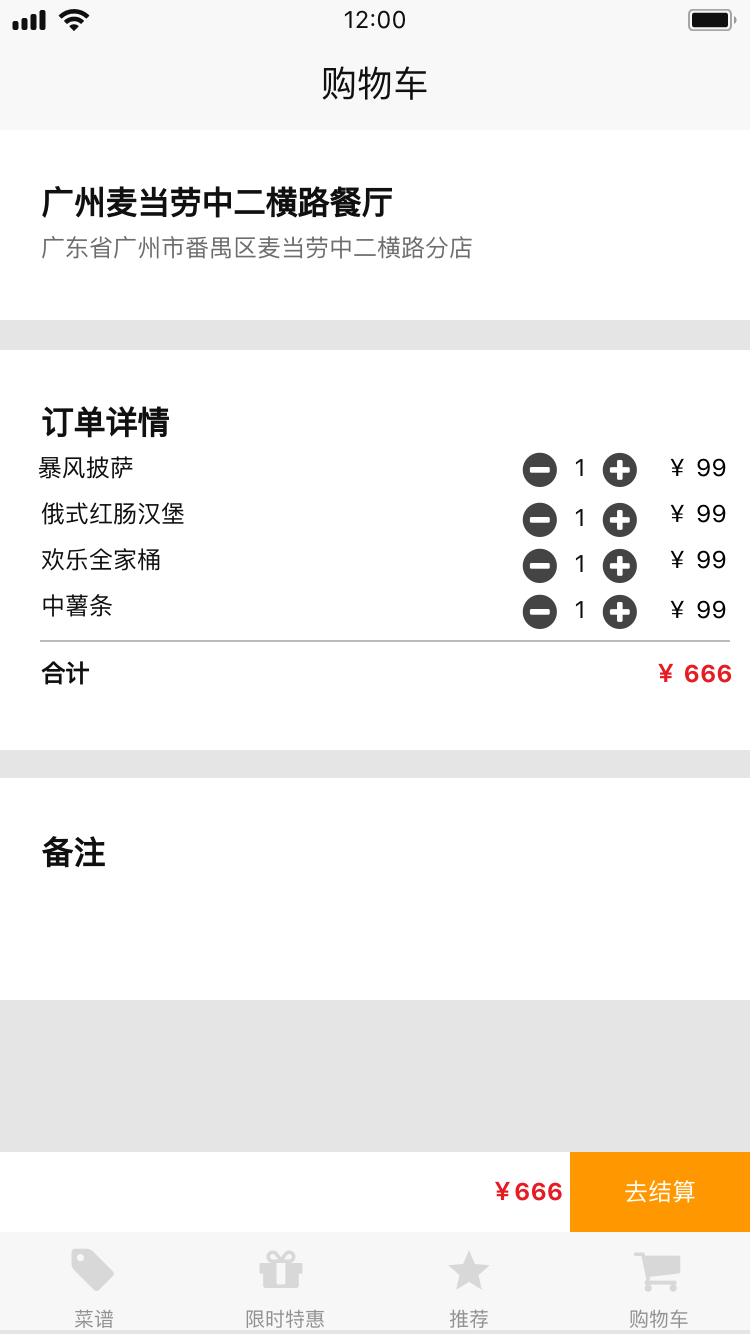 12:00
购物车
广州麦当劳中二横路餐厅
广东省广州市番禺区麦当劳中二横路分店
订单详情
暴风披萨 1 ¥ 99
俄式红肠汉堡 1 ¥ 99
欢乐全家桶 1 ¥ 99
中薯条 1 ¥ 99
合计 ¥ 666
备注
¥666 去结算
菜谱 限时特惠 推荐 购物车